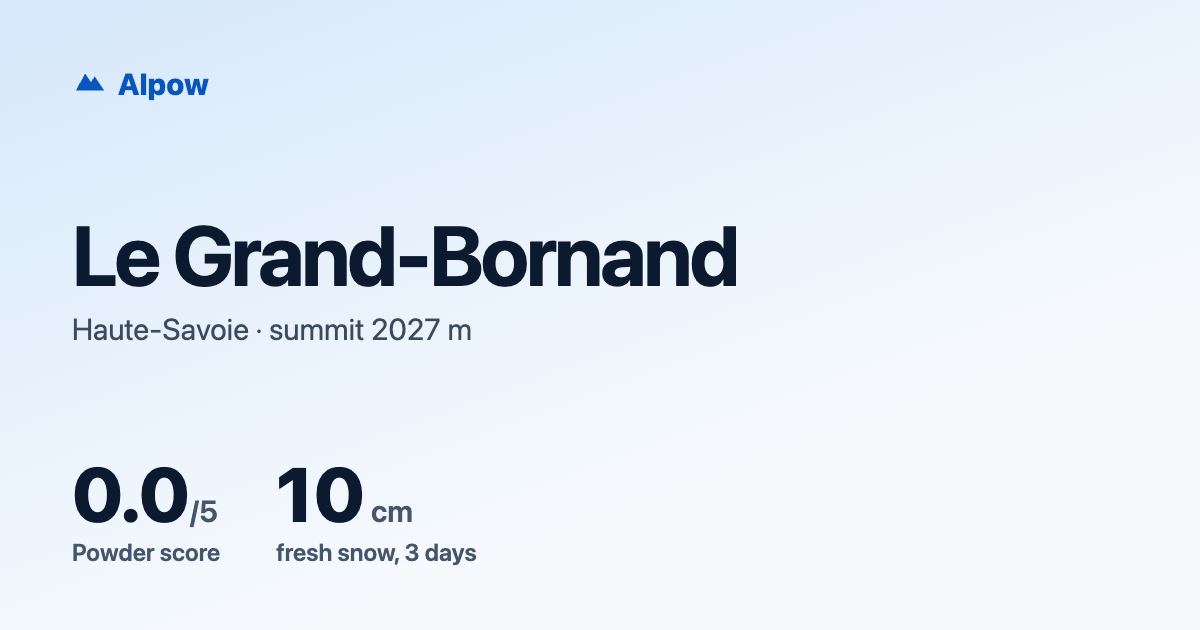 Alpow
Le Grand-Bornand
Haute-Savoie · summit 2027 m
0.0/5 10 cm
Powder score fresh snow, 3 days